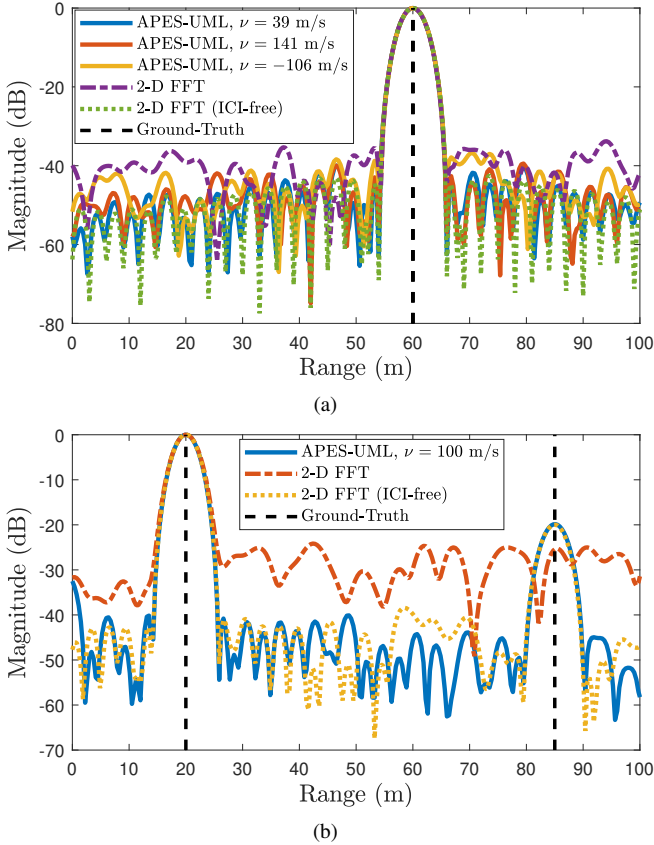 0
-20
-40
-60
-80
Magnitude (dB)
APES-UML, ν = 39 m/s
APES-UML, ν = 141 m/s
APES-UML, ν = −106 m/s
2-D FFT
2-D FFT (ICI-free)
Ground-Truth
0 10 20 30 40 50 60 70 80 90 100
Range (m)
(a)
0
-10
-20
-30
-40
-50
-60
-70
Magnitude (dB)
APES-UML, ν = 100 m/s
2-D FFT
2-D FFT (ICI-free)
Ground-Truth
0 10 20 30 40 50 60 70 80 90 100
Range (m)
(b)